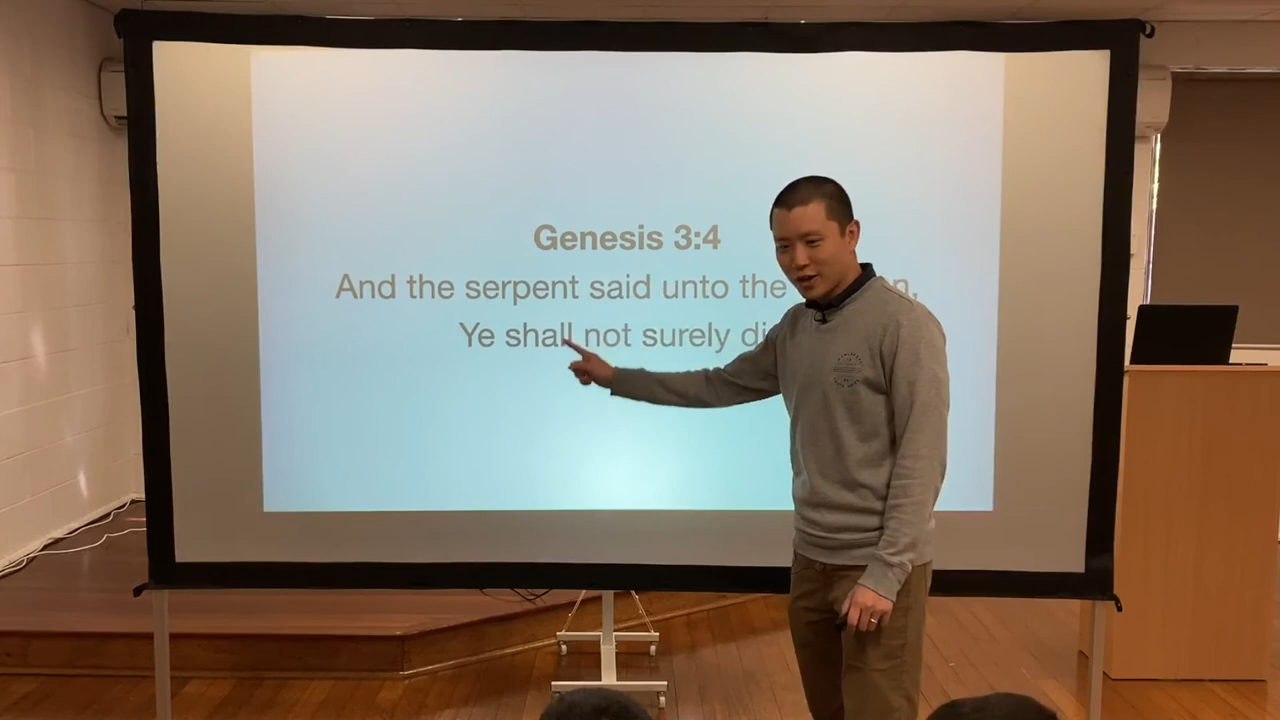 Genesis 3:4
And the serpent said unto the
Ye shall not surely